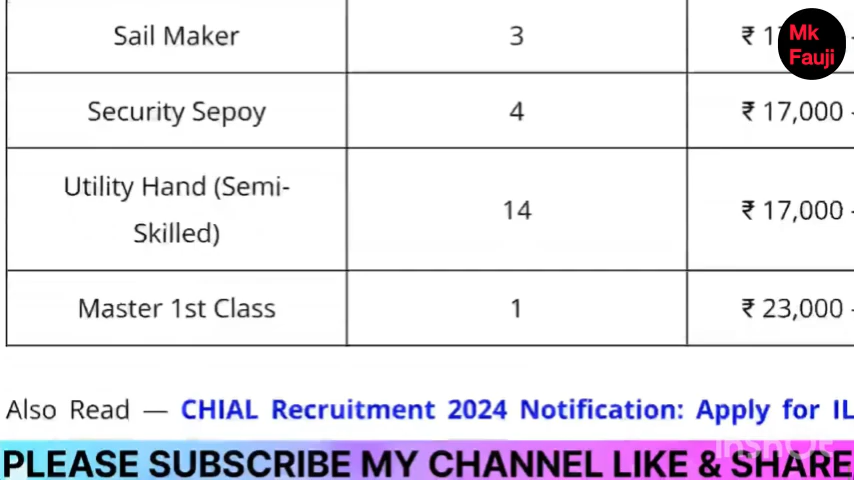 Sail Maker 3 ₹ 17
Mk
Fauji
Security Sepoy 4 ₹ 17,000 -
Utility Hand (Semi-
Skilled) 14 ₹ 17,000 -
Master 1st Class 1 ₹ 23,000 -
Also Read — CHIAL Recruitment 2024 Notification: Apply for IL
InShOt
PLEASE SUBSCRIBE MY CHANNEL LIKE & SHARE